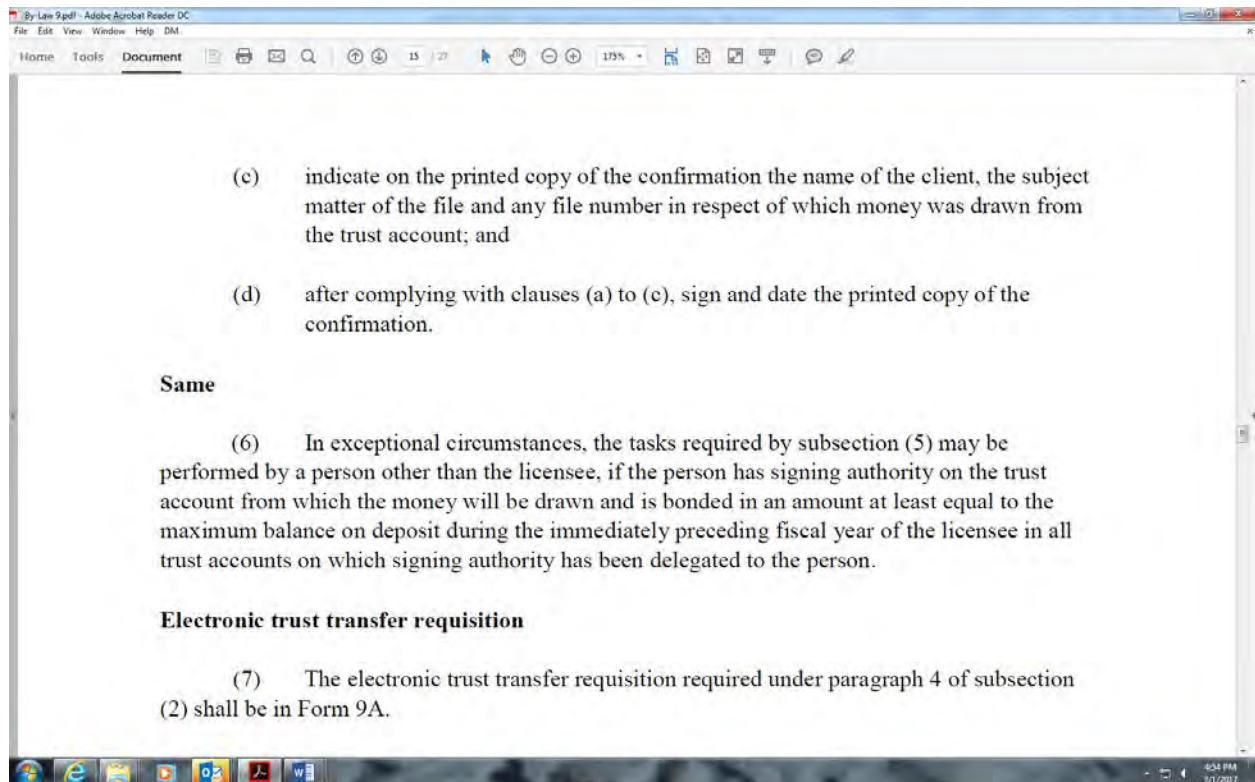 By-Law 9.pdf - Adobe Acrobat Reader DC
File Edit View Window Help DM
Home Tools Document 15 / 27 175%
(c) indicate on the printed copy of the confirmation the name of the client, the subject
matter of the file and any file number in respect of which money was drawn from
the trust account; and
(d) after complying with clauses (a) to (c), sign and date the printed copy of the
confirmation.
Same
(6) In exceptional circumstances, the tasks required by subsection (5) may be
performed by a person other than the licensee, if the person has signing authority on the trust
account from which the money will be drawn and is bonded in an amount at least equal to the
maximum balance on deposit during the immediately preceding fiscal year of the licensee in all
trust accounts on which signing authority has been delegated to the person.
Electronic trust transfer requisition
(7) The electronic trust transfer requisition required under paragraph 4 of subsection
(2) shall be in Form 9A.
4:54 PM